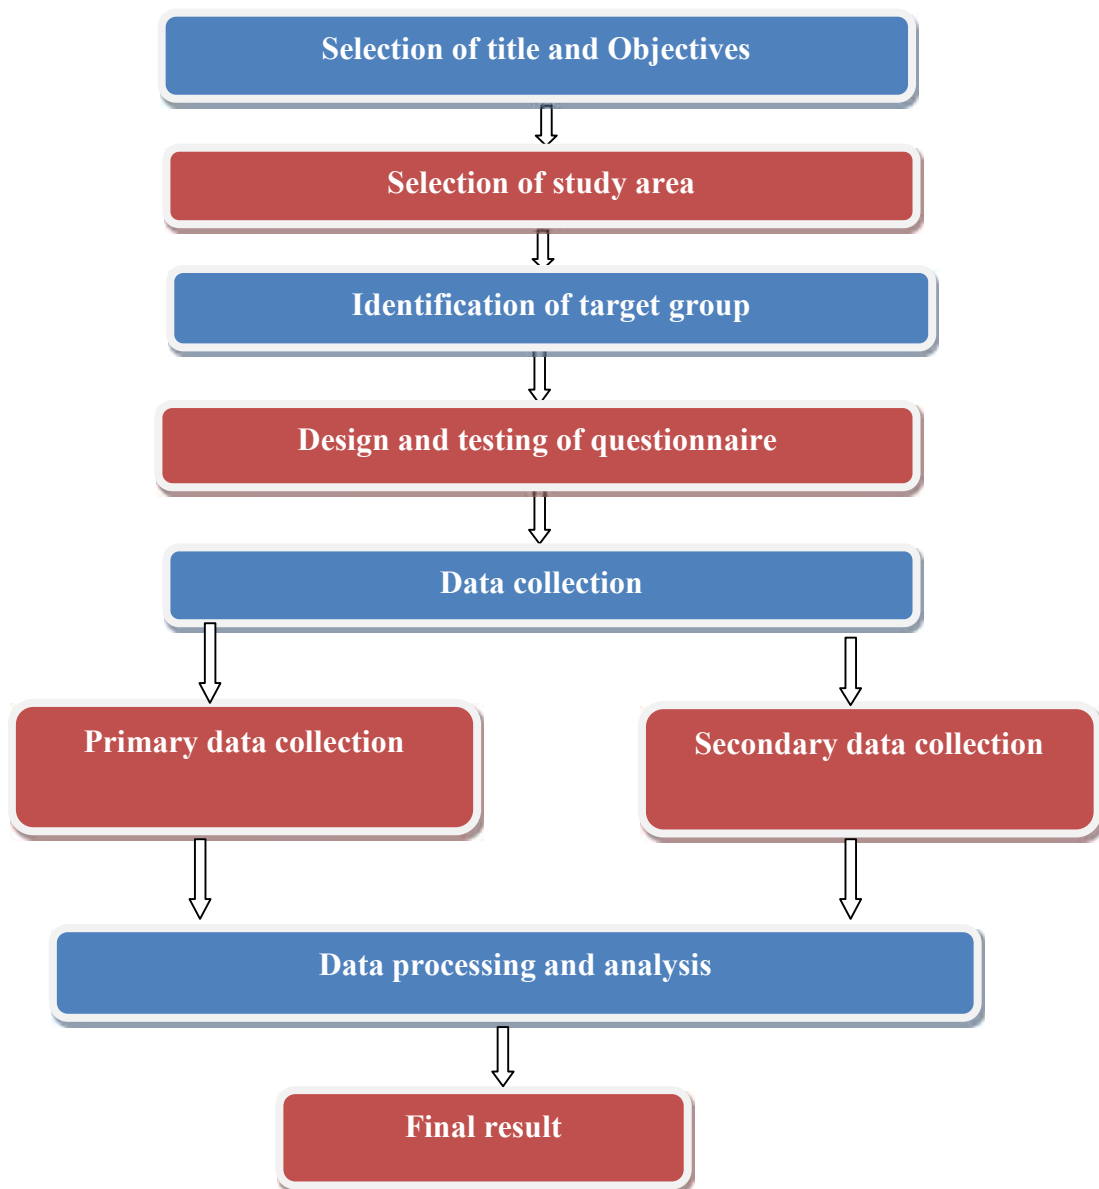 Selection of title and Objectives
Selection of study area
Identification of target group
Design and testing of questionnaire
Data collection
Primary data collection
Secondary data collection
Data processing and analysis
Final result